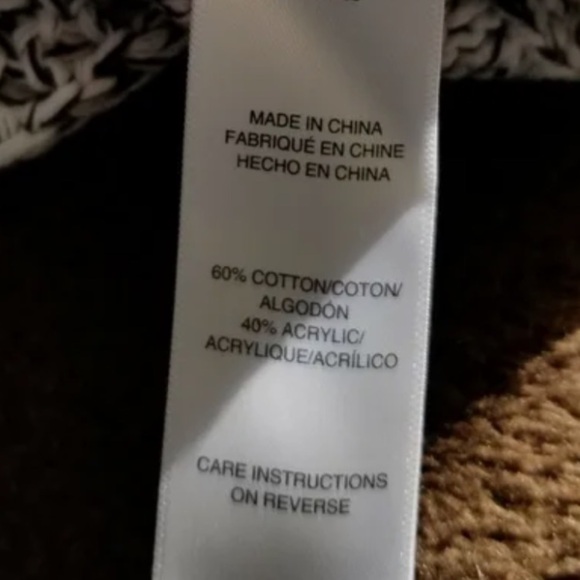 MADE IN CHINA
FABRIQUÉ EN CHINE
HECHO EN CHINA
60% COTTON/COTON/
ALGODÓN
40% ACRYLIC/
ACRYLIQUE/ACRÍLICO
CARE INSTRUCTIONS
ON REVERSE